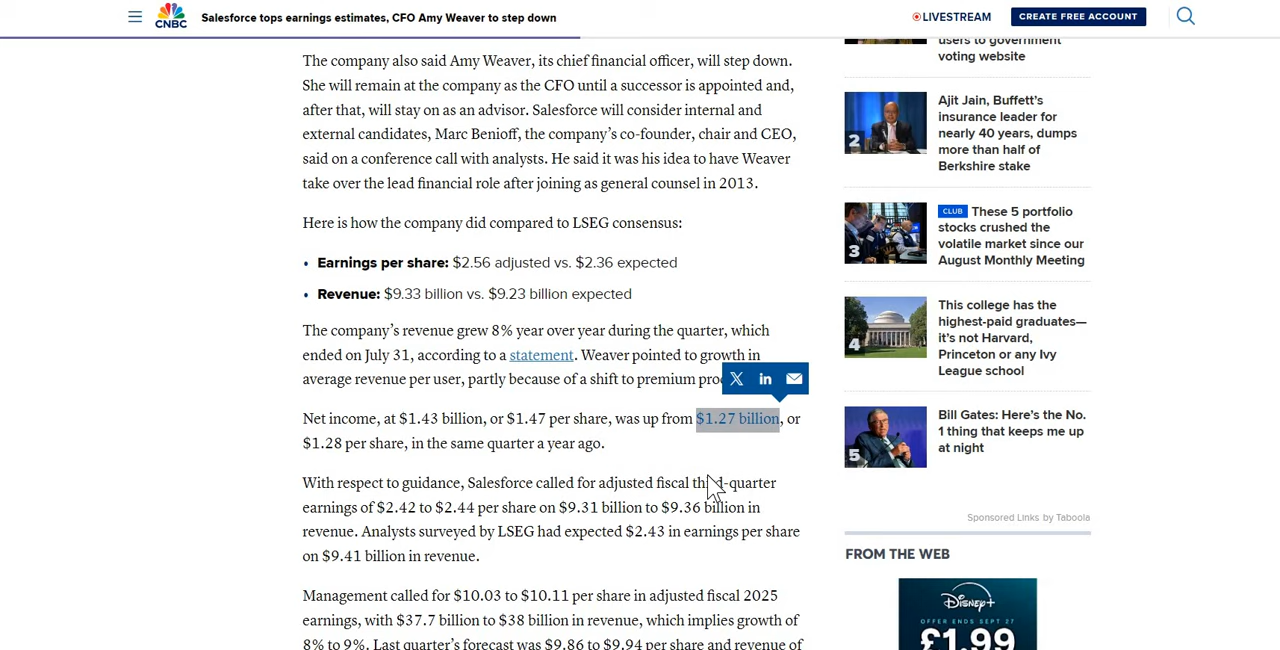 CNBC
Salesforce tops earnings estimates, CFO Amy Weaver to step down
LIVESTREAM
CREATE FREE ACCOUNT
The company also said Amy Weaver, its chief financial officer, will step down.
She will remain at the company as the CFO until a successor is appointed and,
after that, will stay on as an advisor. Salesforce will consider internal and
external candidates, Marc Benioff, the company’s co-founder, chair and CEO,
said on a conference call with analysts. He said it was his idea to have Weaver
take over the lead financial role after joining as general counsel in 2013.
Here is how the company did compared to LSEG consensus:
• Earnings per share: $2.56 adjusted vs. $2.36 expected
• Revenue: $9.33 billion vs. $9.23 billion expected
The company’s revenue grew 8% year over year during the quarter, which
ended on July 31, according to a statement. Weaver pointed to growth in
average revenue per user, partly because of a shift to premium
X in
Net income, at $1.43 billion, or $1.47 per share, was up from $1.27 billion, or
$1.28 per share, in the same quarter a year ago.
With respect to guidance, Salesforce called for adjusted fiscal third-quarter
earnings of $2.42 to $2.44 per share on $9.31 billion to $9.36 billion in
revenue. Analysts surveyed by LSEG had expected $2.43 in earnings per share
on $9.41 billion in revenue.
Management called for $10.03 to $10.11 per share in adjusted fiscal 2025
earnings, with $37.7 billion to $38 billion in revenue, which implies growth of
8% to 9%. Last quarter’s forecast was $9.86 to $9.94 per share and revenue of
users to government
voting website
2
Ajit Jain, Buffett’s
insurance leader for
nearly 40 years, dumps
more than half of
Berkshire stake
3
CLUB These 5 portfolio
stocks crushed the
volatile market since our
August Monthly Meeting
4
This college has the
highest-paid graduates—
it’s not Harvard,
Princeton or any Ivy
League school
5
Bill Gates: Here’s the No.
1 thing that keeps me up
at night
Sponsored Links by Taboola
FROM THE WEB
Disney+
OFFER ENDS SEPT 27
£1.99